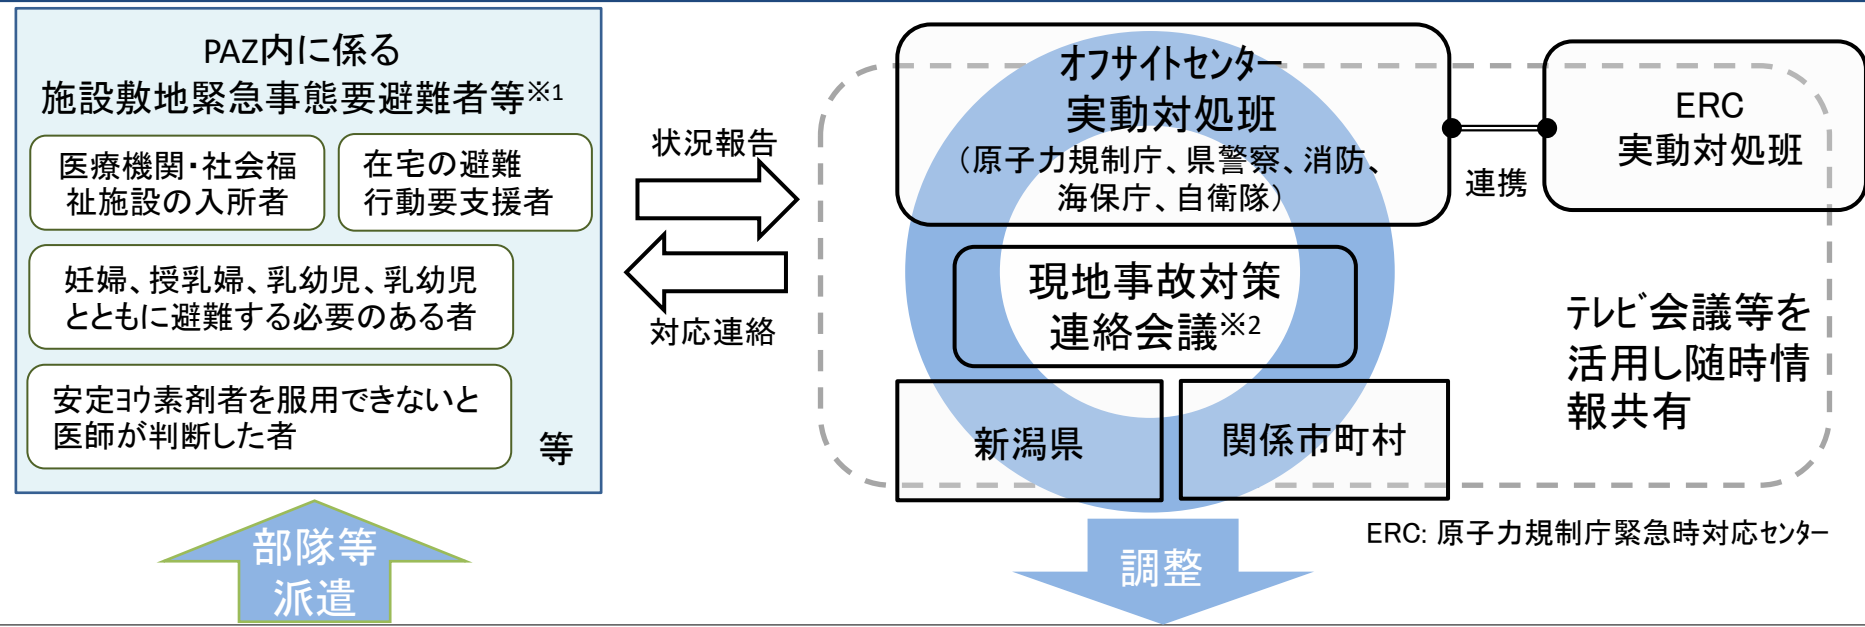 PAZ内に係る
施設敷地緊急事態要避難者等※1
医療機関・社会福
祉施設の入所者
在宅の避難
行動要支援者
妊婦、授乳婦、乳幼児、乳幼児
とともに避難する必要のある者
安定ﾖｳ素剤者を服用できないと
医師が判断した者
等
部隊等
派遣
状況報告
対応連絡
オフサイトセンター
実動対処班
（原子力規制庁、県警察、消防、
海保庁、自衛隊）
現地事故対策
連絡会議※2
新潟県
関係市町村
調整
連携
ERC
実動対処班
ﾃﾚﾋﾞ会議等を
活用し随時情
報共有
ERC: 原子力規制庁緊急時対応ｾﾝﾀｰ